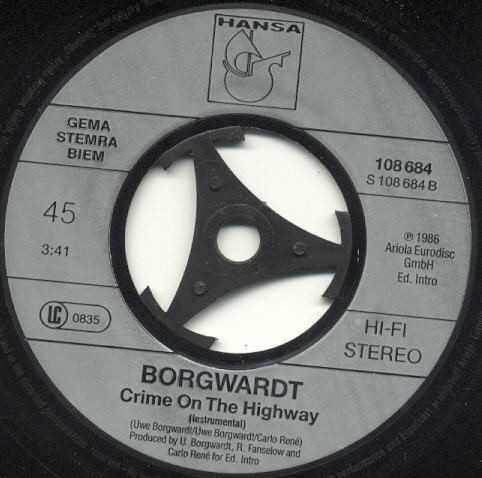 HANSA
GEMA
STEMRA
BIEM
108 684
S 108 684 B
45
3:41
℗ 1986
Ariola Eurodisc
GmbH
Ed. Intro
LC 0835
HI-FI
STEREO
BORGWARDT
Crime On The Highway
(Instrumental)
(Uwe Borgwardt/Uwe Borgwardt/Carlo René)
Produced by U. Borgwardt, R. Fanselow and
Carlo René for Ed. Intro